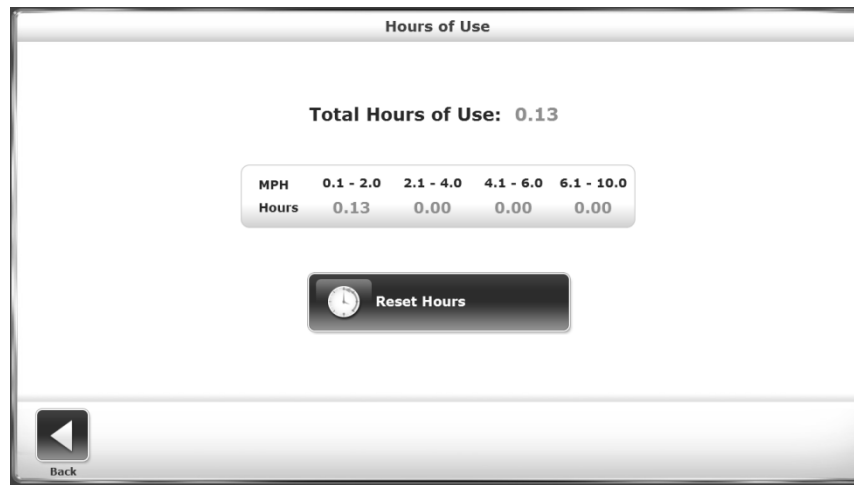 Hours of Use
Total Hours of Use: 0.13
MPH 0.1 - 2.0 2.1 - 4.0 4.1 - 6.0 6.1 - 10.0
Hours 0.13 0.00 0.00 0.00
Reset Hours
Back